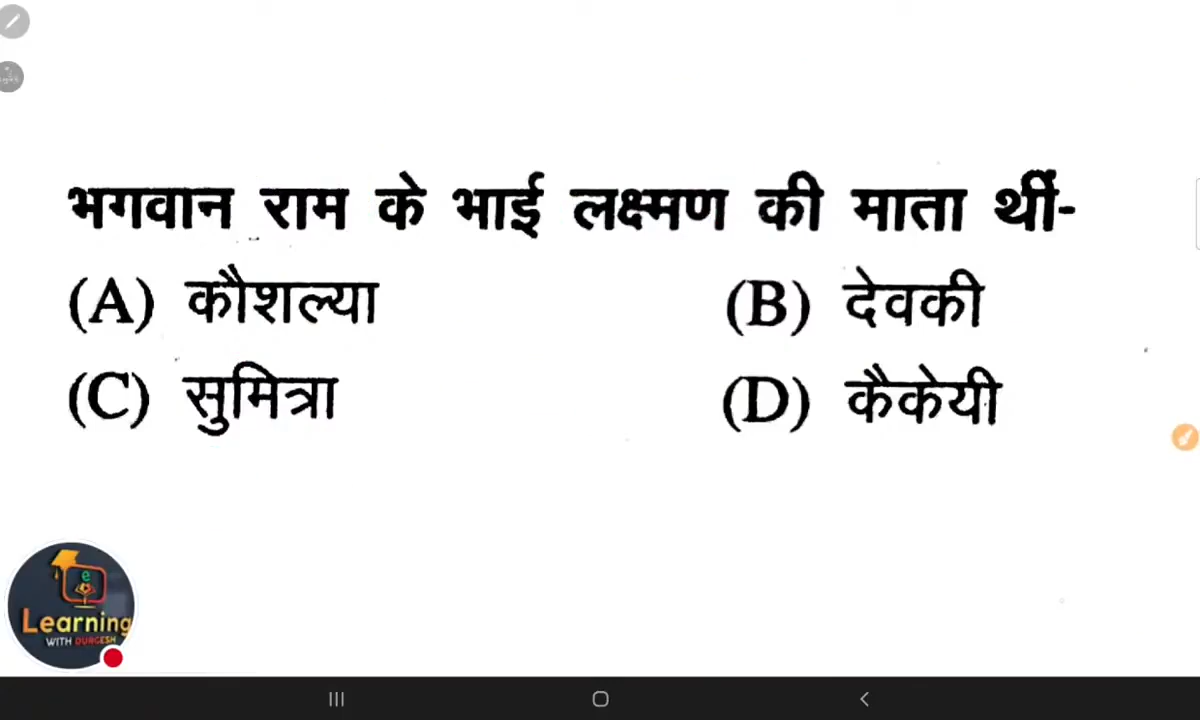 भगवान राम के भाई लक्ष्मण की माता थीं-
(A) कौशल्या (B) देवकी
(C) सुमित्रा (D) कैकेयी
e
Learning
WITH DURGESH